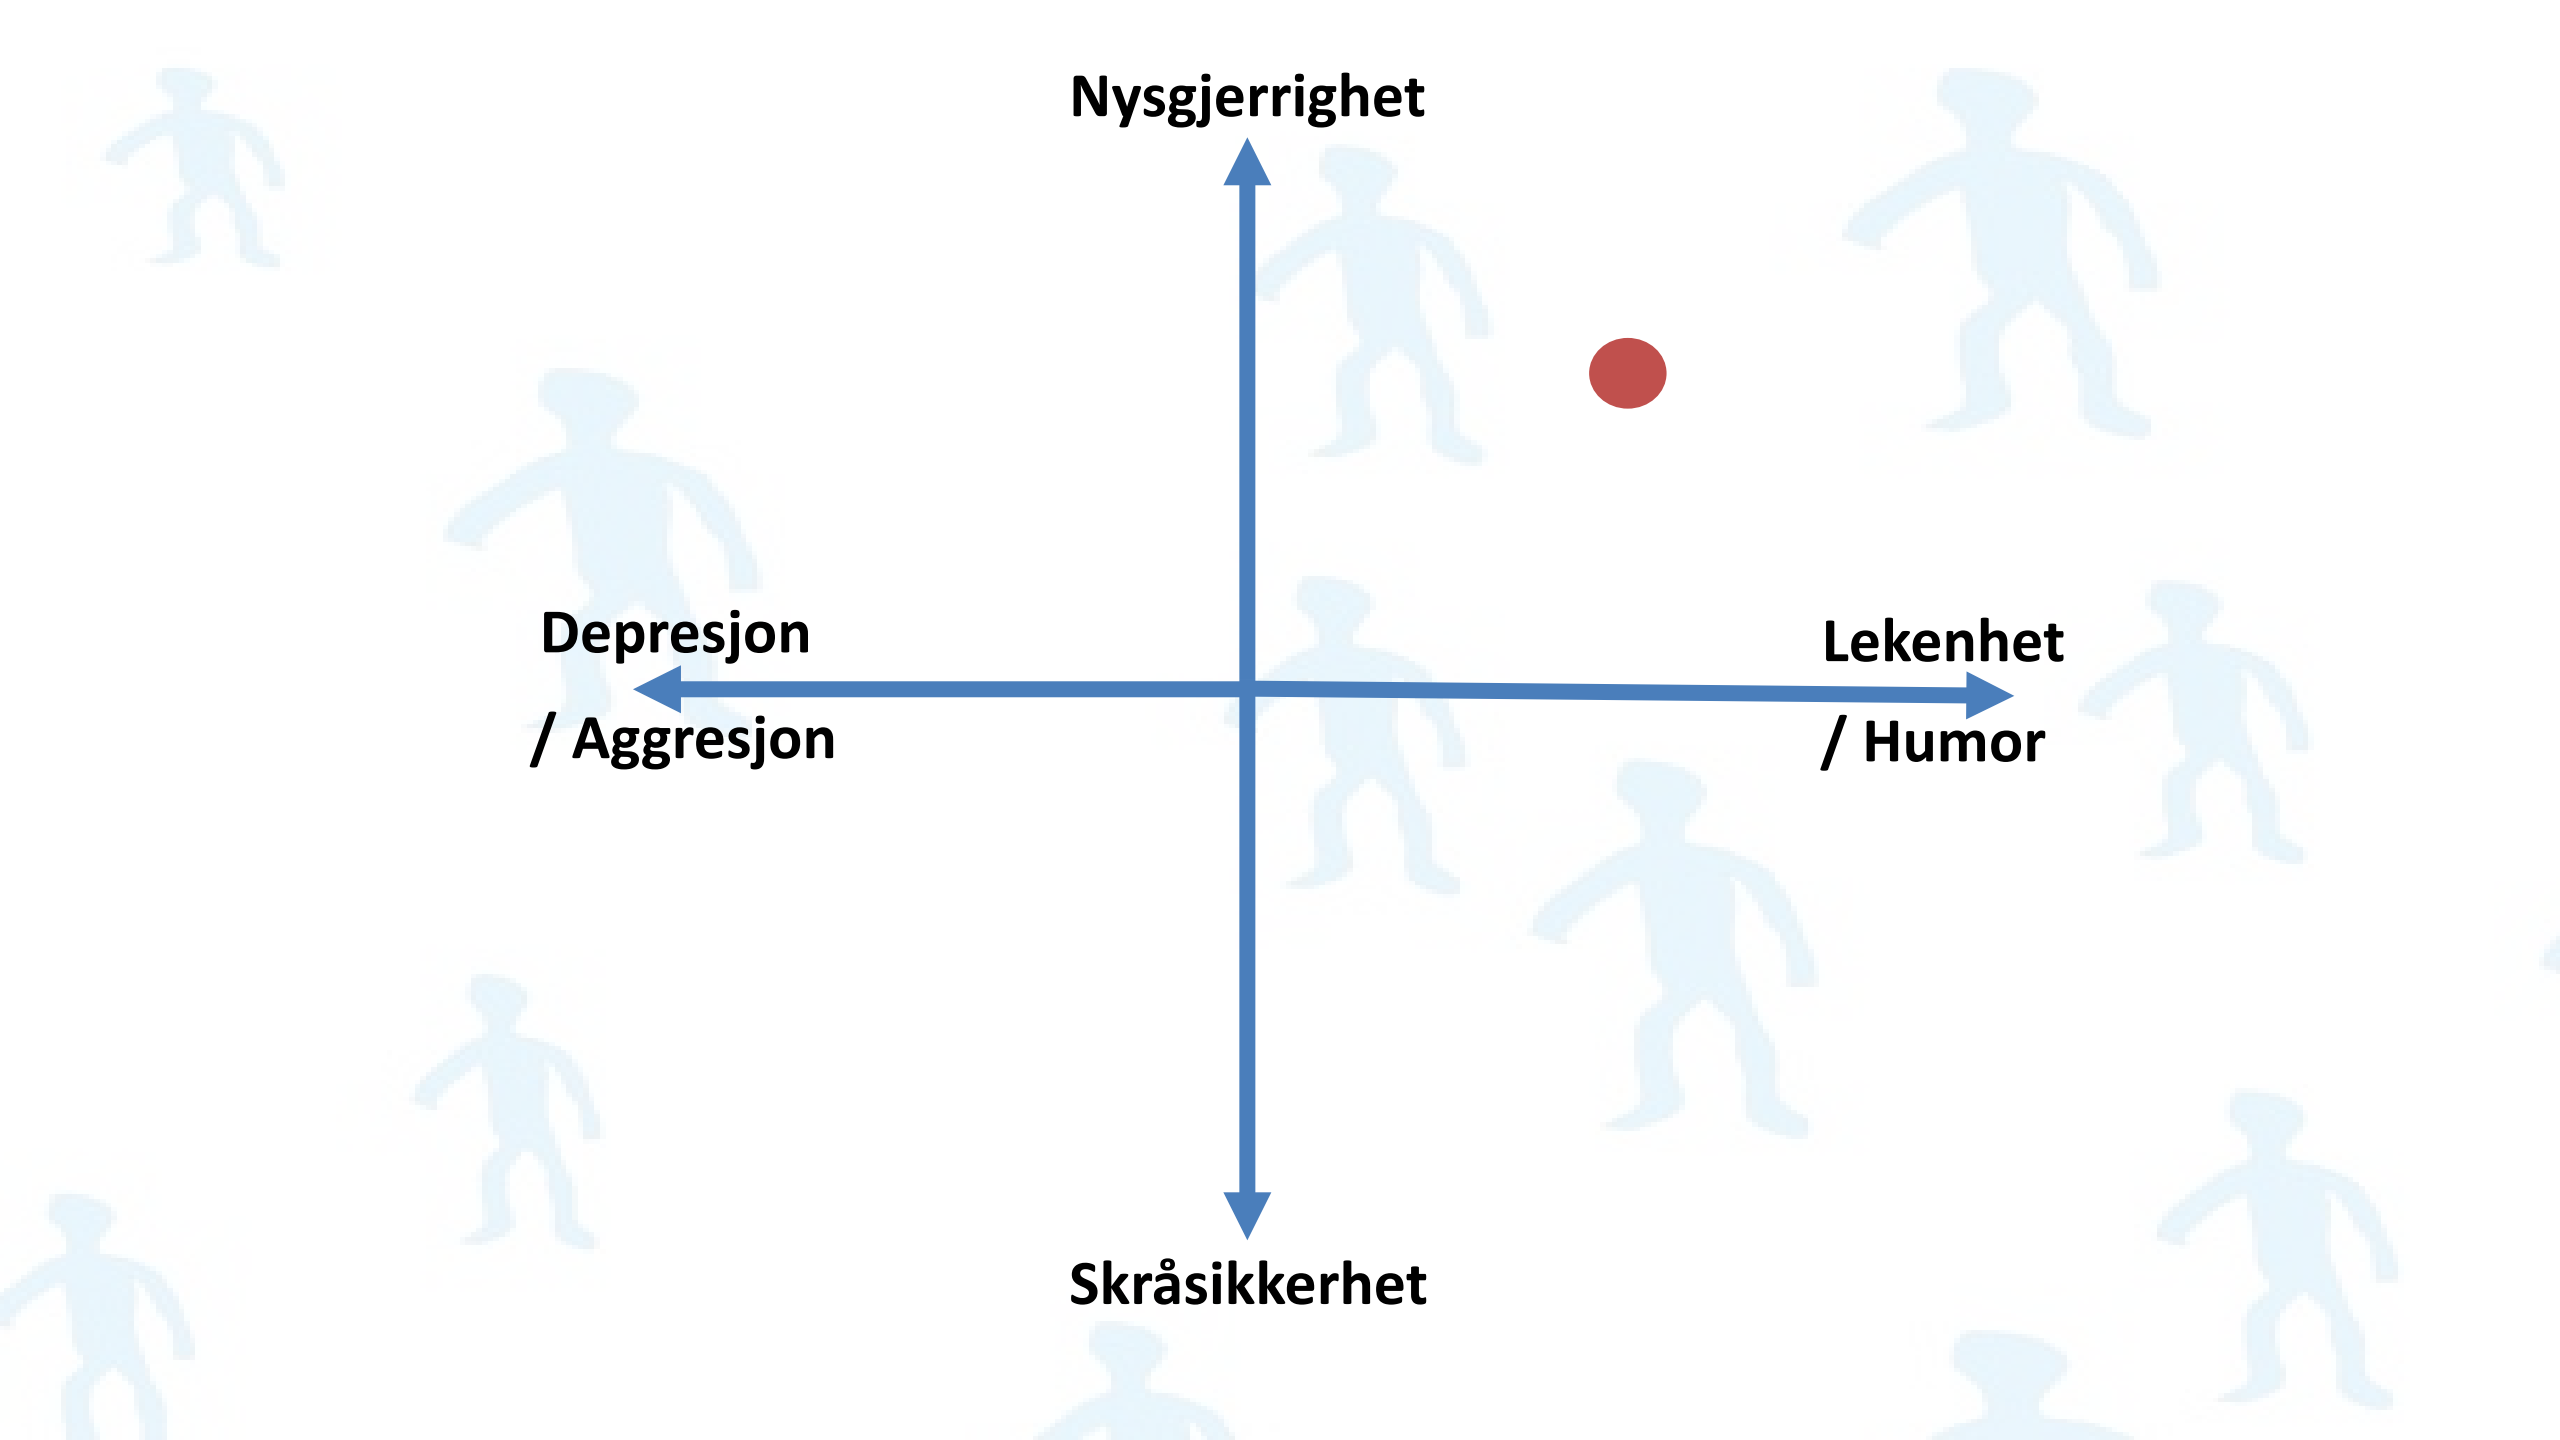 Nysgjerrighet
Depresjon
/ Aggresjon
Lekenhet
/ Humor
Skråsikkerhet